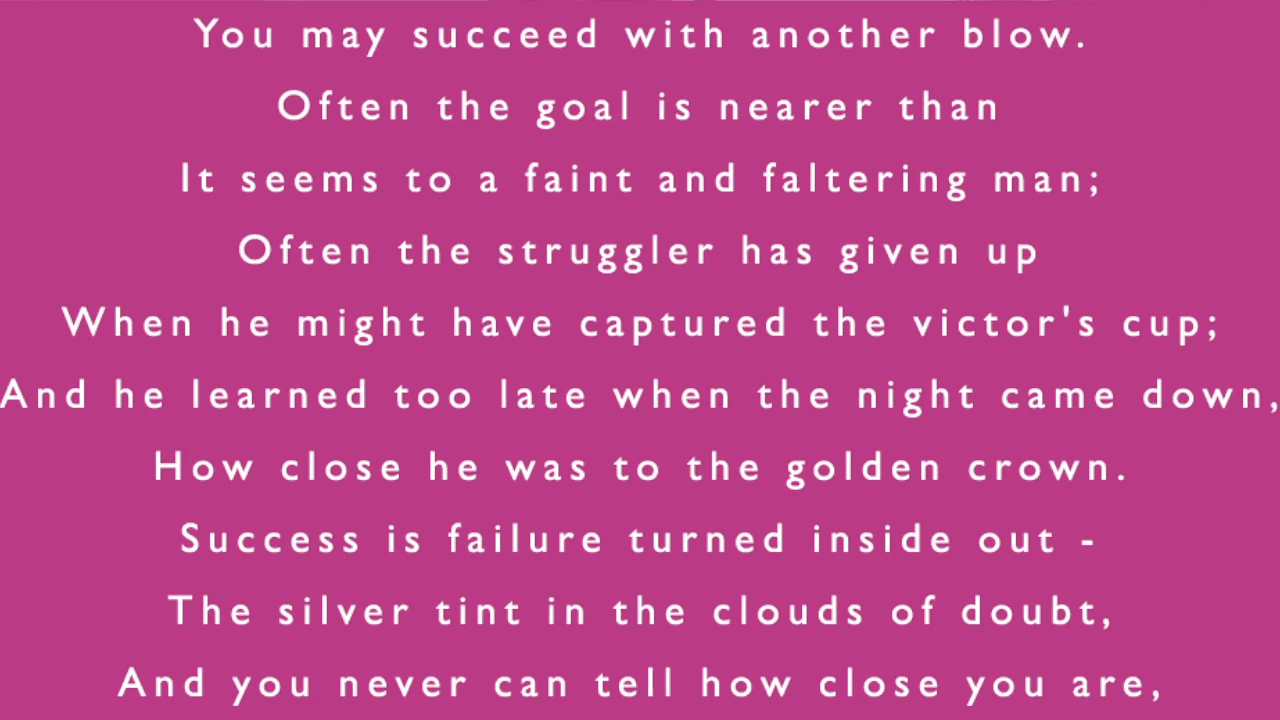 You may succeed with another blow.
Often the goal is nearer than
It seems to a faint and faltering man;
Often the struggler has given up
When he might have captured the victor's cup;
And he learned too late when the night came down,
How close he was to the golden crown.
Success is failure turned inside out -
The silver tint in the clouds of doubt,
And you never can tell how close you are,